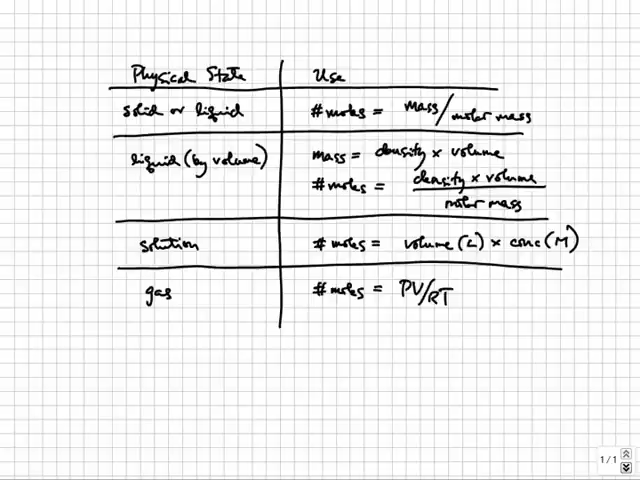 Physical State Use
solid or liquid #moles = mass/molar mass
liquid (by volume) mass = density × volume
#moles = density × volume
molar mass
solution #moles = volume (L) × conc (M)
gas #moles = PV/RT
1/1